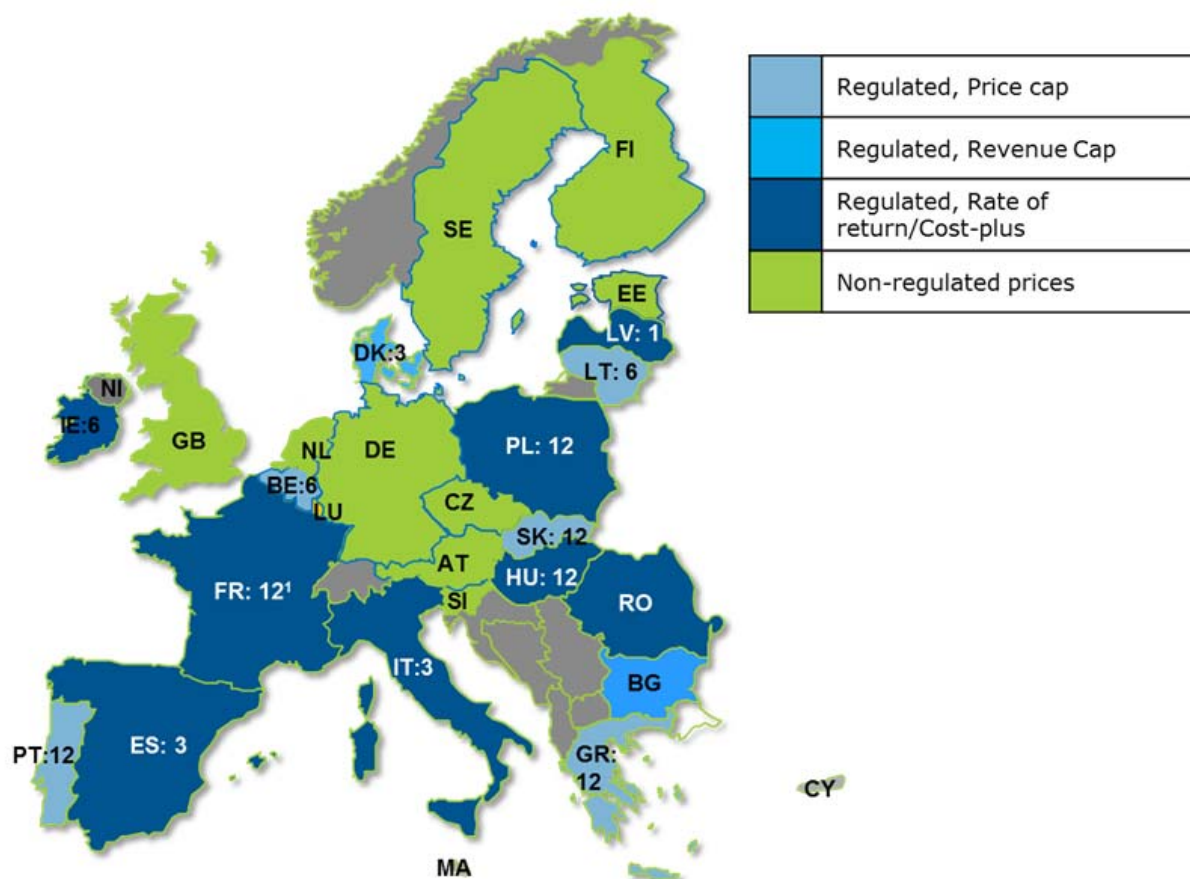 Regulated, Price cap
Regulated, Revenue Cap
Regulated, Rate of
return/Cost-plus
Non-regulated prices
FI
SE
EE
LV: 1
DK:3
LT: 6
NI
IE:6
GB
NL
DE
PL: 12
BE:6
LU
CZ
SK: 12
AT
HU: 12
FR: 12¹
SI
RO
IT:3
BG
PT:12
ES: 3
GR:
12
CY
MA